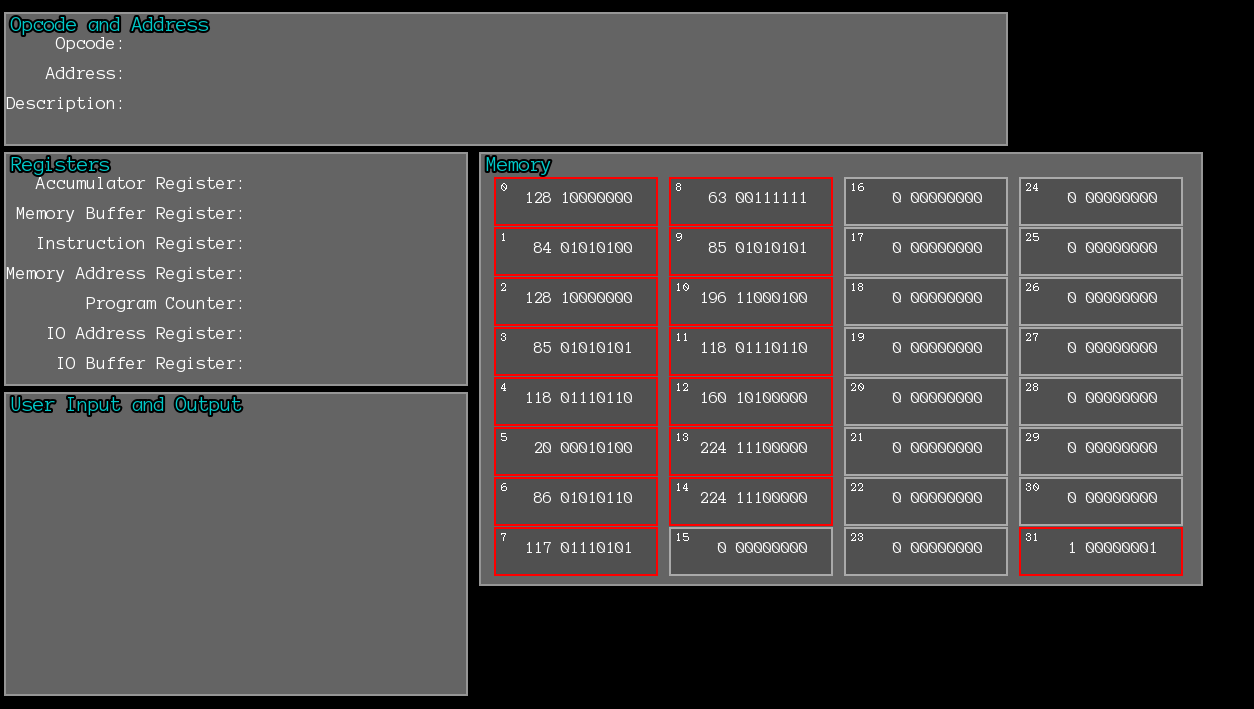 Opcode and Address
Opcode:
Address:
Description:
Registers
Accumulator Register:
Memory Buffer Register:
Instruction Register:
Memory Address Register:
Program Counter:
IO Address Register:
IO Buffer Register:
User Input and Output
Memory
0 128 10000000
1 84 01010100
2 128 10000000
3 85 01010101
4 118 01110110
5 20 00010100
6 86 01010110
7 117 01110101
8 63 00111111
9 85 01010101
10 196 11000100
11 118 01110110
12 160 10100000
13 224 11100000
14 224 11100000
15 0 00000000
16 0 00000000
17 0 00000000
18 0 00000000
19 0 00000000
20 0 00000000
21 0 00000000
22 0 00000000
23 0 00000000
24 0 00000000
25 0 00000000
26 0 00000000
27 0 00000000
28 0 00000000
29 0 00000000
30 0 00000000
31 1 00000001